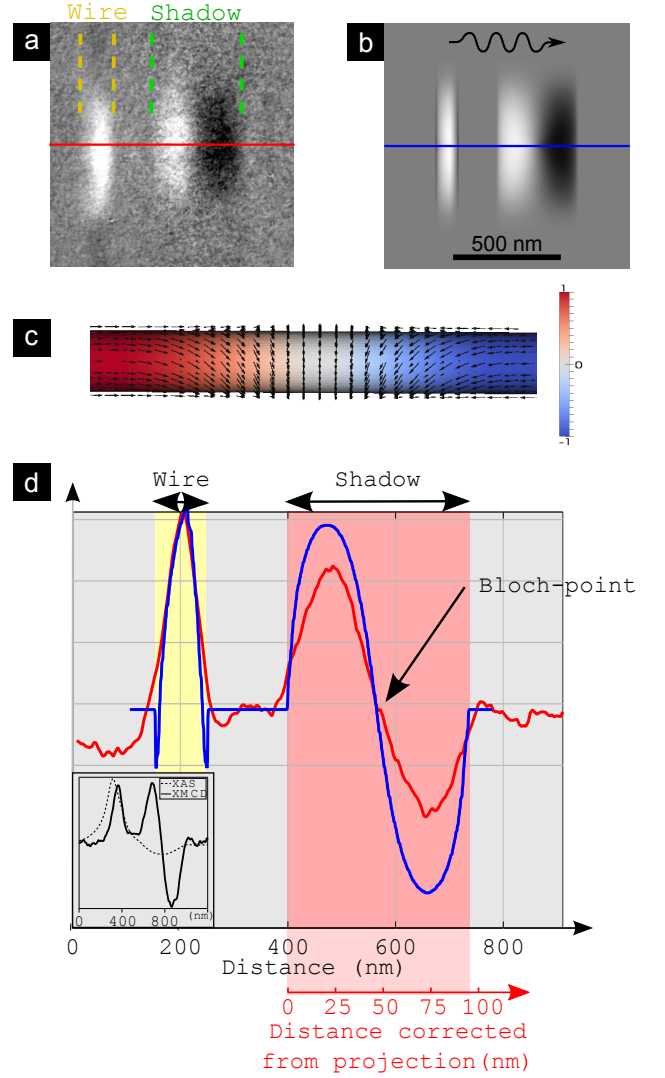 Wire Shadow
a
b
500 nm
c
1
0
-1
d
Wire
Shadow
Bloch-point
XAS
XMCD
0 400 800 (nm)
0 200 400 600 800
Distance (nm)
0 25 50 75 100
Distance corrected
from projection(nm)